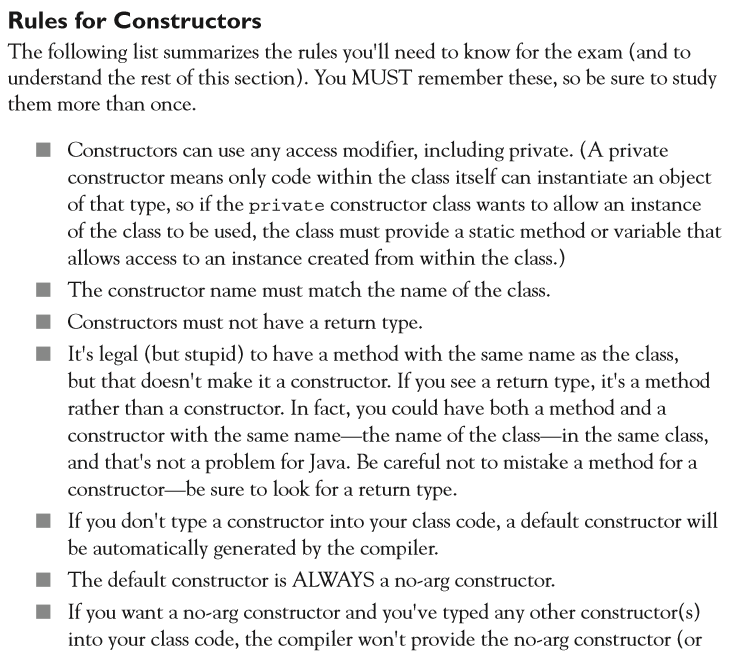 Rules for Constructors
The following list summarizes the rules you'll need to know for the exam (and to
understand the rest of this section). You MUST remember these, so be sure to study
them more than once.
Constructors can use any access modifier, including private. (A private
constructor means only code within the class itself can instantiate an object
of that type, so if the private constructor class wants to allow an instance
of the class to be used, the class must provide a static method or variable that
allows access to an instance created from within the class.)
The constructor name must match the name of the class.
Constructors must not have a return type.
It's legal (but stupid) to have a method with the same name as the class,
but that doesn't make it a constructor. If you see a return type, it's a method
rather than a constructor. In fact, you could have both a method and a
constructor with the same name—the name of the class—in the same class,
and that's not a problem for Java. Be careful not to mistake a method for a
constructor—be sure to look for a return type.
If you don't type a constructor into your class code, a default constructor will
be automatically generated by the compiler.
The default constructor is ALWAYS a no-arg constructor.
If you want a no-arg constructor and you've typed any other constructor(s)
into your class code, the compiler won't provide the no-arg constructor (or